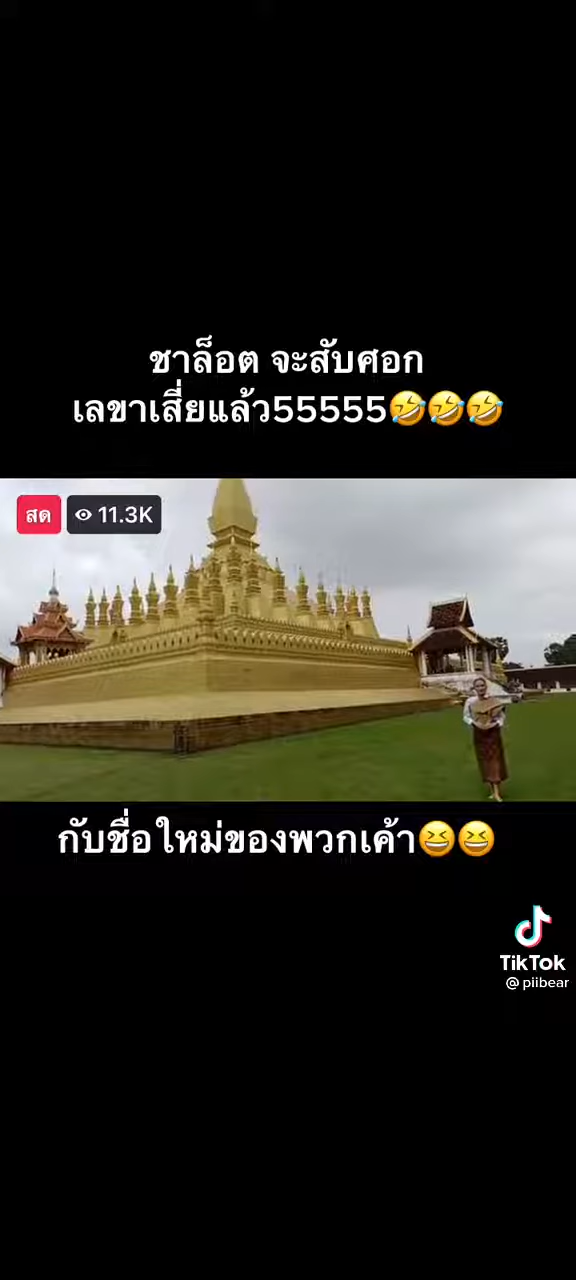 ชาล็อต จะสับศอก
เลขาเสี่ยแล้ว55555🤣🤣🤣
สด
11.3K
กับชื่อใหม่ของพวกเค้า😆😆
TikTok
@piibear